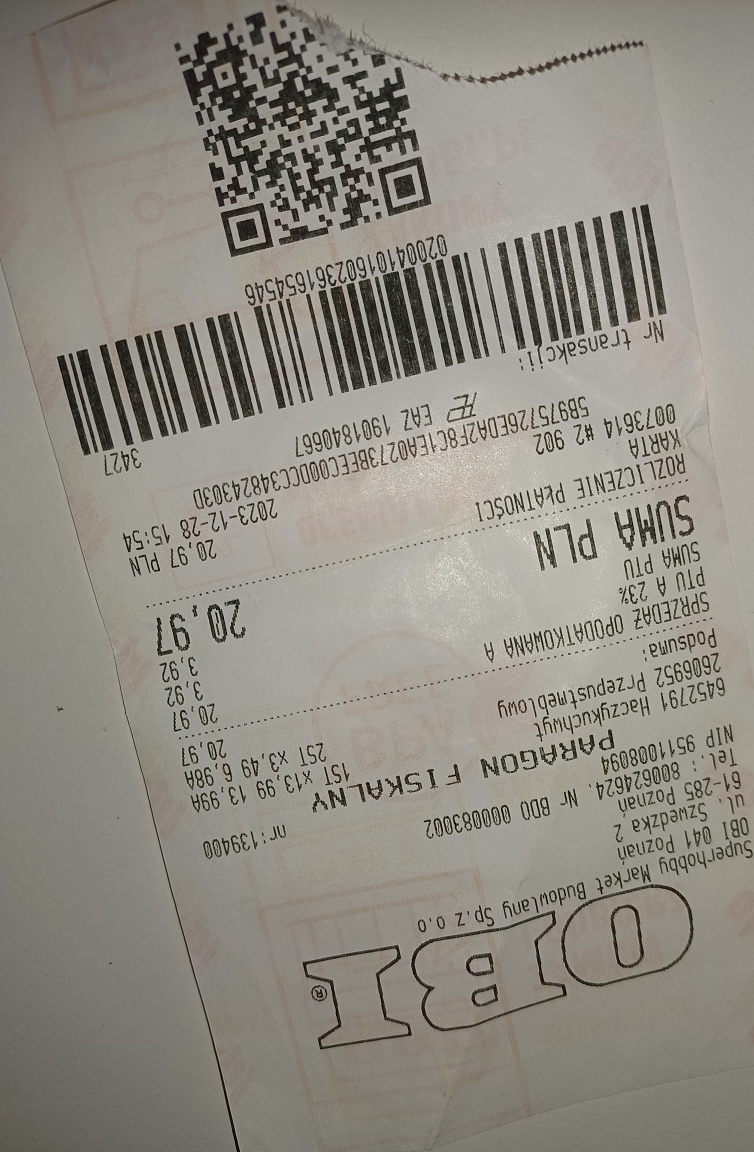 OBI®
Superhobby Market Budowlany Sp.z o.o
OBI 041 Poznań
ul. Szwedzka 2
61-285 Poznań
Tel.: 800624624. Nr BDO 000083002
NIP 9511008094 nr:139400
PARAGON FISKALNY
6452791 Haczykuchwyt 1ST x13,99 13,99A
2606952 Przepustmeblowy 2ST x3,49 6,98A
Podsuma: 20,97
SPRZEDAŻ OPODATKOWANA A 20,97
PTU A 23% 3,92
SUMA PTU 3,92
SUMA PLN 20,97
ROZLICZENIE PŁATNOŚCI
KARTA 20,97 PLN
0073614 #2 902 2023-12-28 15:54
5B975726EDA2F8C1EA0273BEEC00DCC34824303D
EAZ 1901840667
3427
Nr transakcji:
0200410160236165454​6